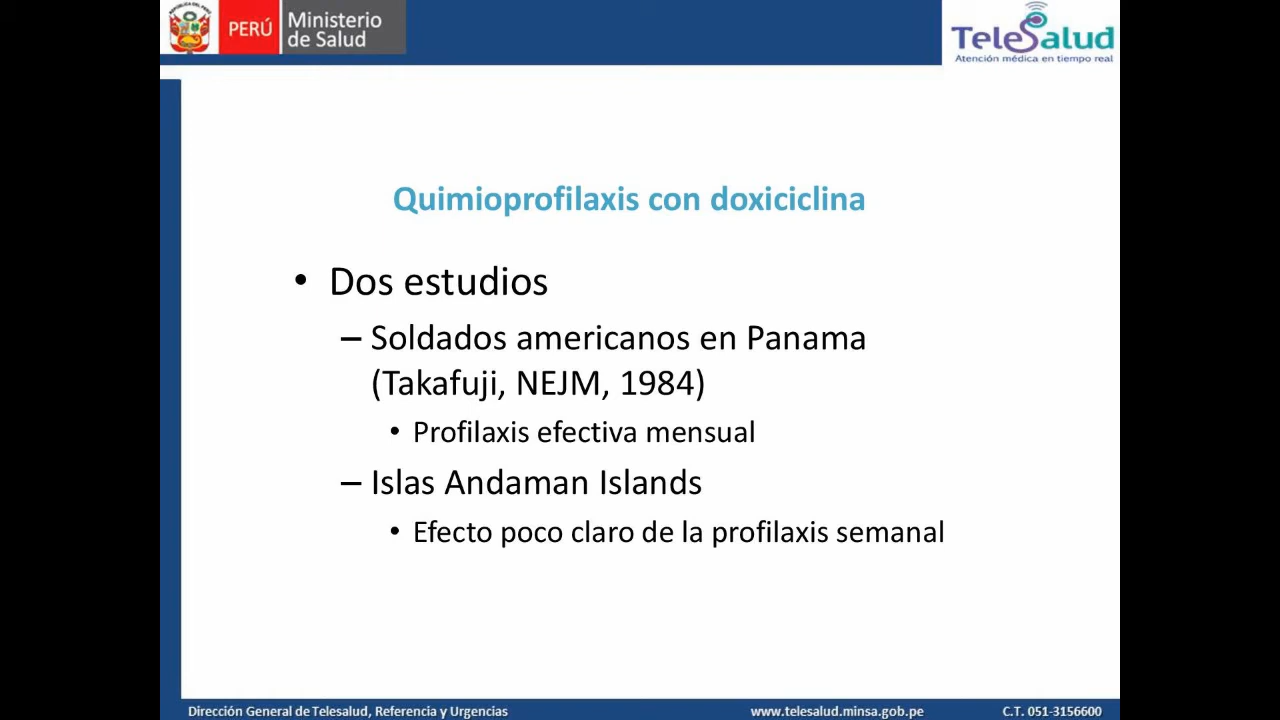 PERÚ
Ministerio
de Salud
TeleSalud
Atención médica en tiempo real
Quimioprofilaxis con doxiciclina
• Dos estudios
– Soldados americanos en Panama
(Takafuji, NEJM, 1984)
• Profilaxis efectiva mensual
– Islas Andaman Islands
• Efecto poco claro de la profilaxis semanal
Dirección General de Telesalud, Referencia y Urgencias
www.telesalud.minsa.gob.pe
C.T. 051-3156600